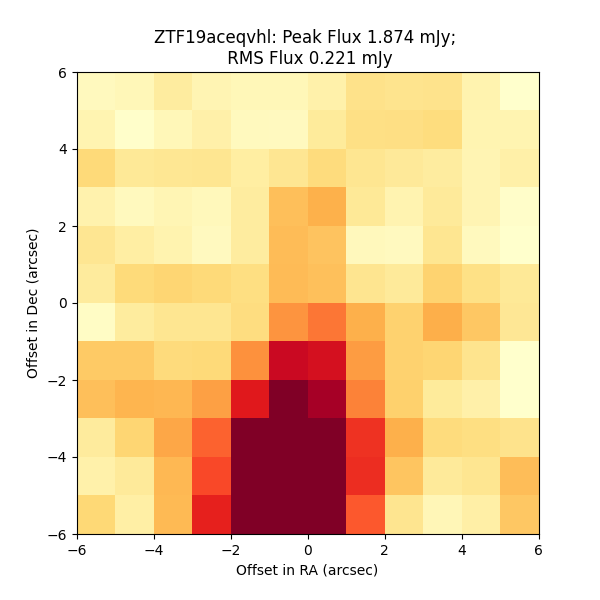 ZTF19aceqvhl: Peak Flux 1.874 mJy;
RMS Flux 0.221 mJy
6
4
2
0
−2
−4
−6
Offset in Dec (arcsec)
−6 −4 −2 0 2 4 6
Offset in RA (arcsec)